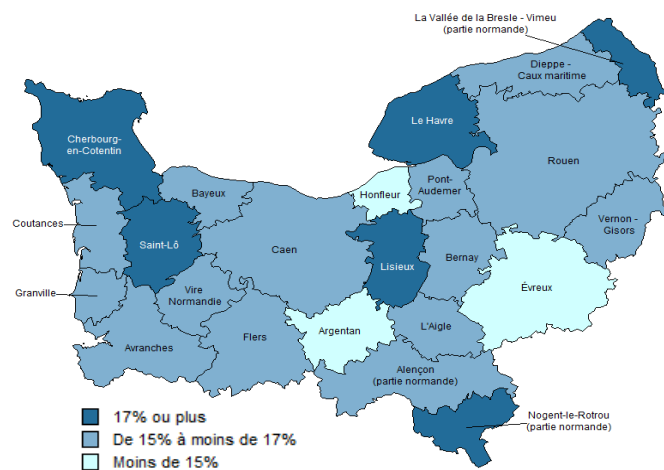 La Vallée de la Bresle - Vimeu
(partie normande)
Dieppe -
Caux maritime
Le Havre
Cherbourg-
en-Cotentin
Rouen
Pont-
Audemer
Bayeux
Honfleur
Coutances
Vernon -
Gisors
Saint-Lô
Caen
Lisieux
Bernay
Évreux
Granville
Vire
Normandie
Argentan
L'Aigle
Flers
Avranches
Alençon
(partie normande)
Nogent-le-Rotrou
(partie normande)
17% ou plus
De 15% à moins de 17%
Moins de 15%